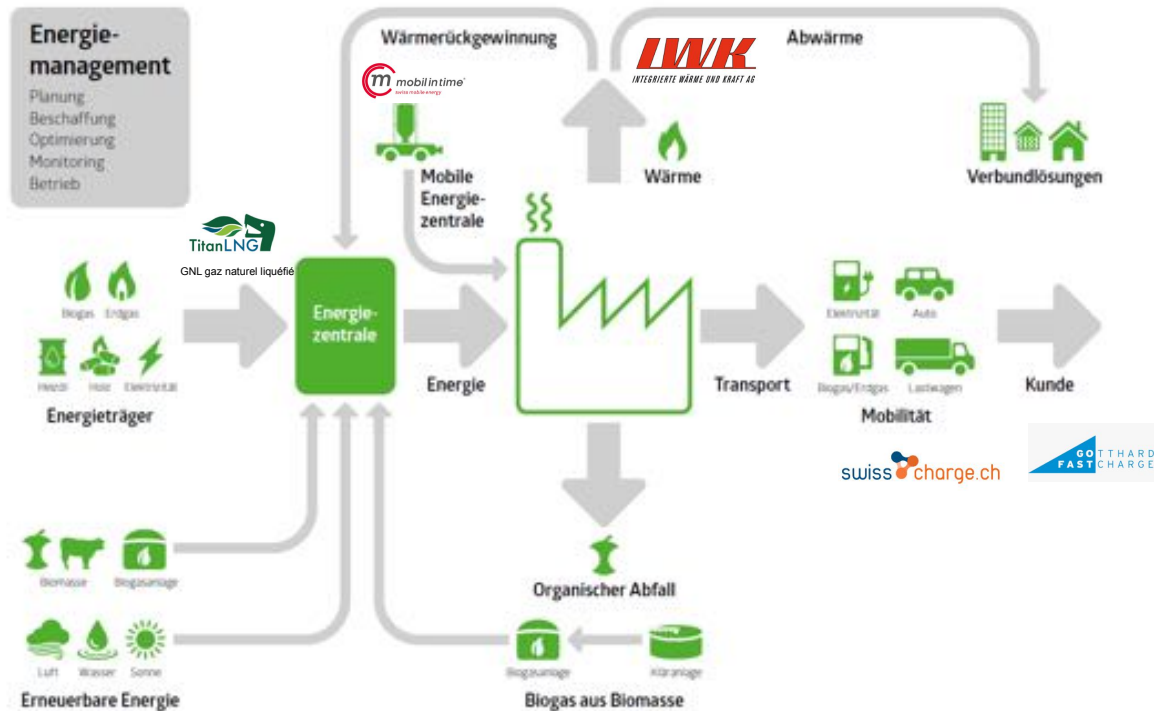 Energie-
management
Planung
Beschaffung
Optimierung
Monitoring
Betrieb
Wärmerückgewinnung
m mobilintime
swiss mobile energy
IWK
INTEGRIERTE WÄRME UND KRAFT AG
Abwärme
Mobile
Energie-
zentrale
Wärme
Verbundlösungen
TitanLNG
GNL gaz naturel liquéfié
Biogas
Erdgas
Heizöl
Holz
Elektrizität
Energieträger
Energie-
zentrale
Energie
Transport
Elektrizität
Auto
Biogas/Erdgas
Lastwagen
Mobilität
Kunde
swisscharge.ch
GOTTHARD
FASTCHARGE
Biomasse
Biogasanlage
Organischer Abfall
Luft
Wasser
Sonne
Erneuerbare Energie
Biogasanlage
Kläranlage
Biogas aus Biomasse